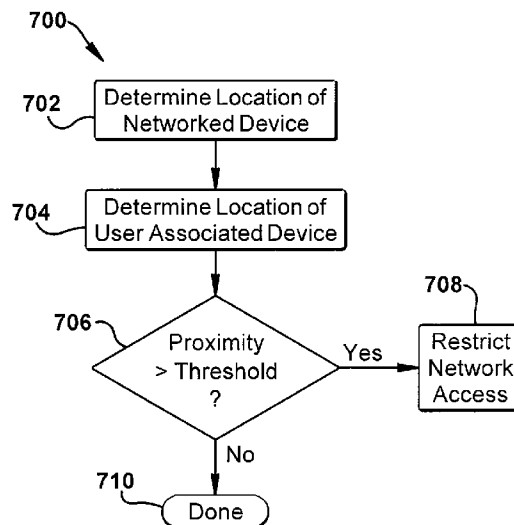 700
702
Determine Location of
Networked Device
704
Determine Location of
User Associated Device
706
Proximity
> Threshold
?
Yes
708
Restrict
Network
Access
No
710
Done